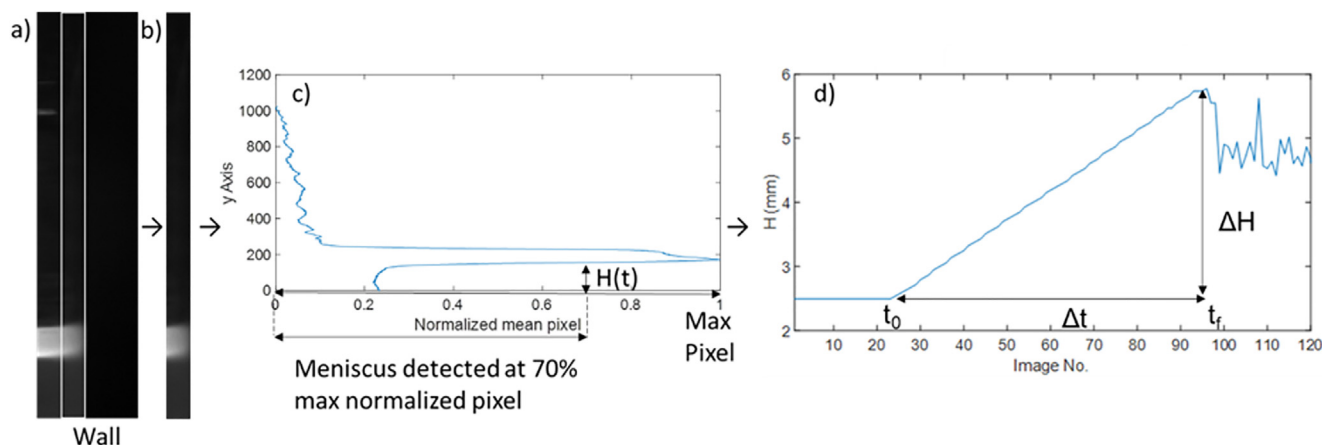 a)
b)
Wall
c)
1200
1000
800
600
400
200
0
y Axis
0
0.2
0.4
0.6
0.8
1
Normalized mean pixel
H(t)
Max
Pixel
Meniscus detected at 70%
max normalized pixel
d)
6
5
4
3
2
H (mm)
ΔH
t0
Δt
tf
10
20
30
40
50
60
70
80
90
100
110
120
Image No.